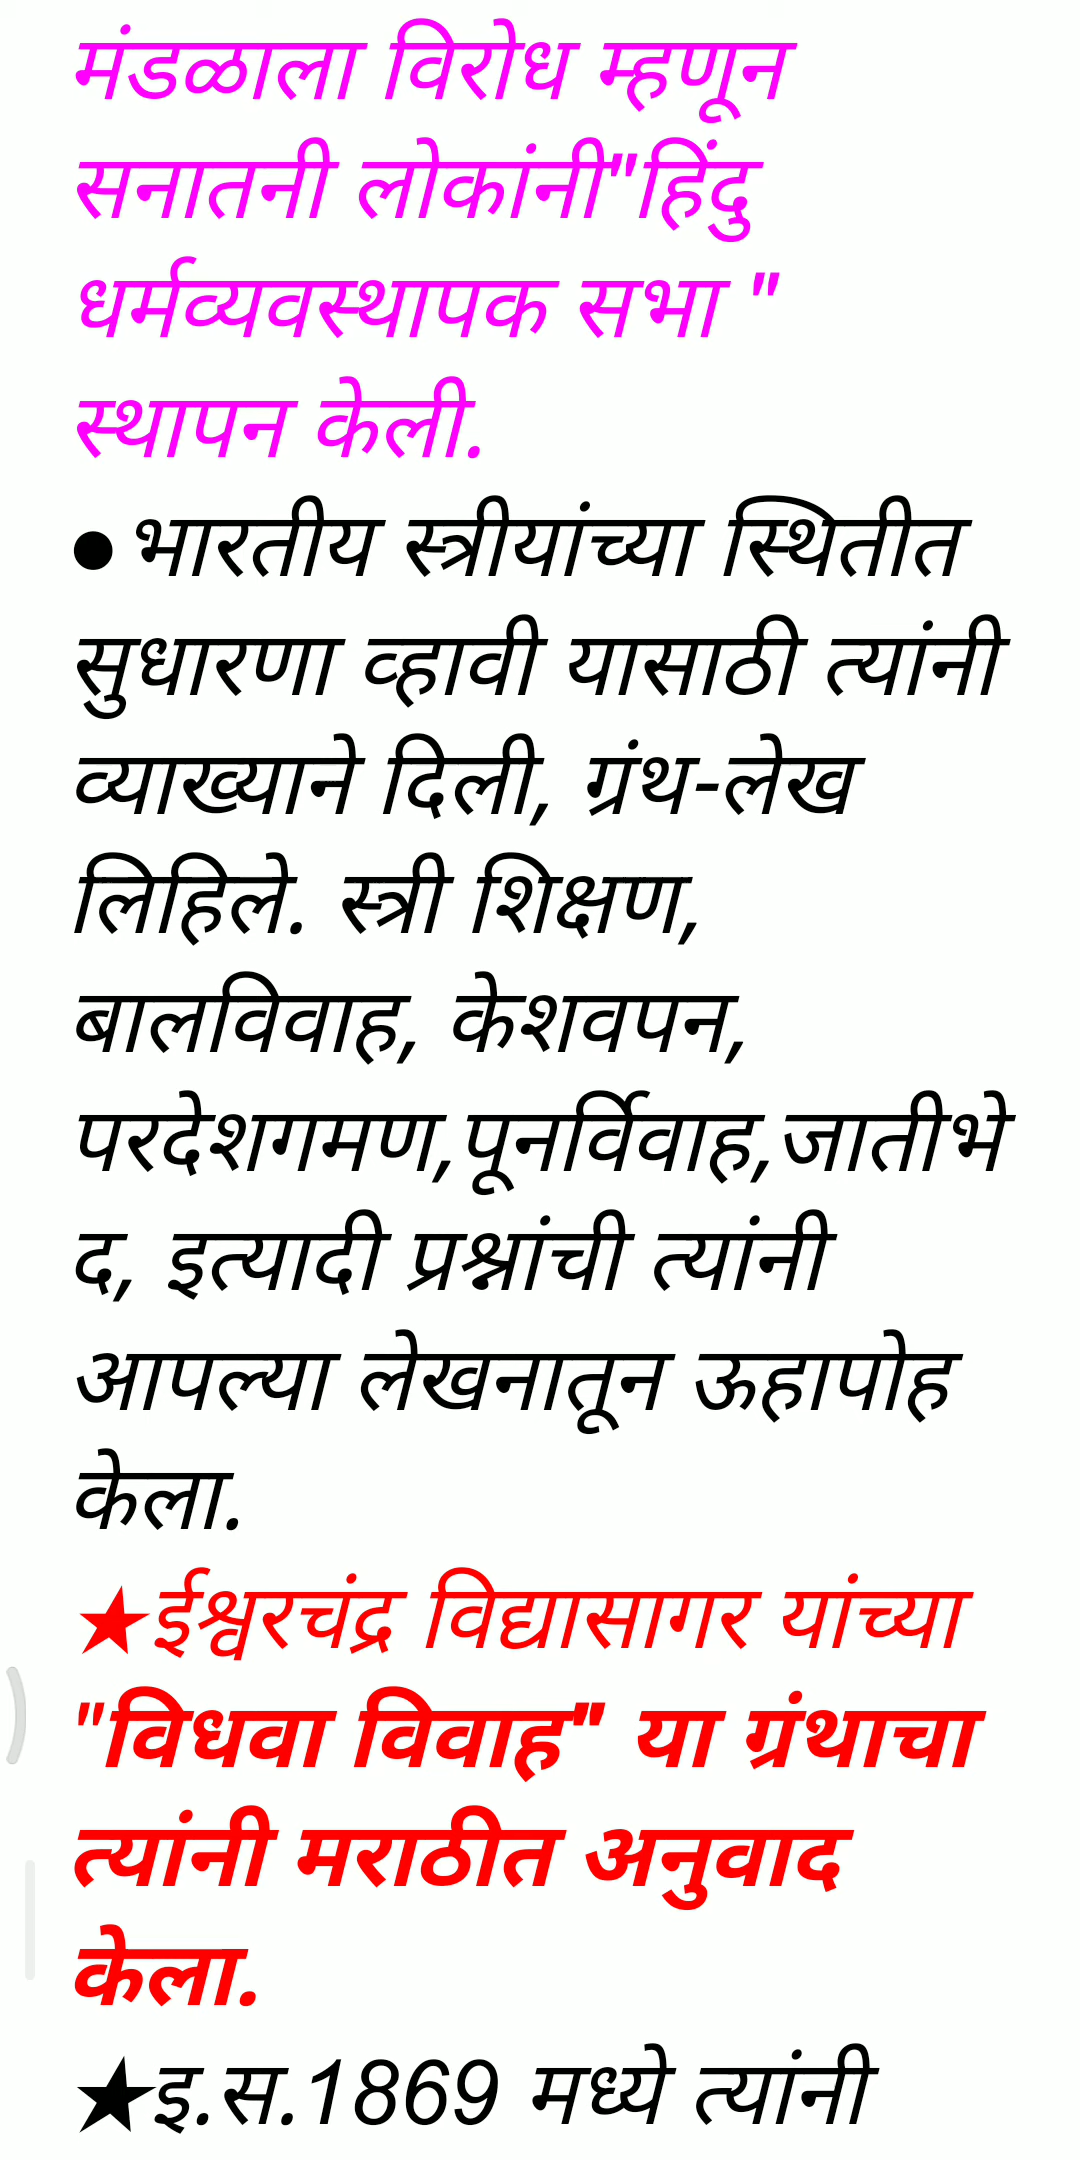 मंडळाला विरोध म्हणून
सनातनी लोकांनी"हिंदु
धर्मव्यवस्थापक सभा "
स्थापन केली.
● भारतीय स्त्रीयांच्या स्थितीत
सुधारणा व्हावी यासाठी त्यांनी
व्याख्याने दिली, ग्रंथ-लेख
लिहिले. स्त्री शिक्षण,
बालविवाह, केशवपन,
परदेशगमण,पूनर्विवाह,जातीभे
द, इत्यादी प्रश्नांची त्यांनी
आपल्या लेखनातून ऊहापोह
केला.
★ईश्वरचंद्र विद्यासागर यांच्या
"विधवा विवाह" या ग्रंथाचा
त्यांनी मराठीत अनुवाद
केला.
★इ.स.1869 मध्ये त्यांनी